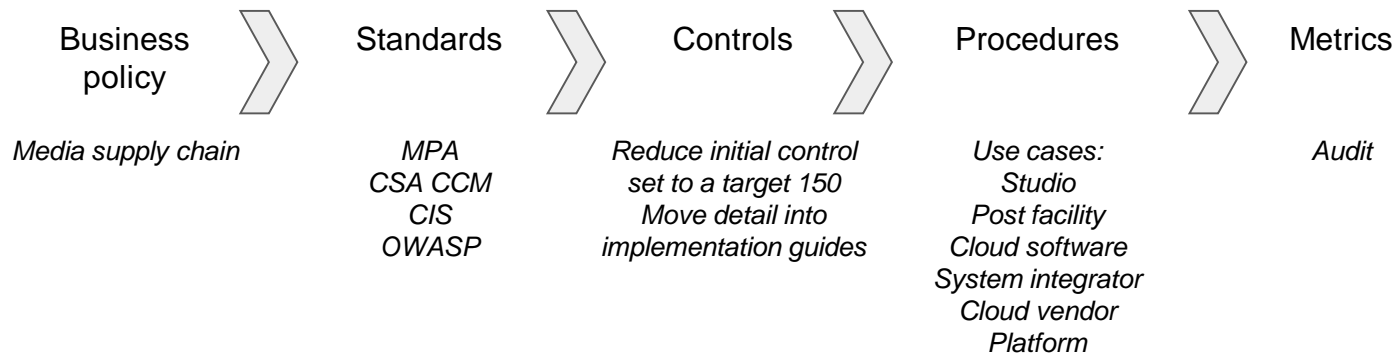 Business
policy
Standards
Controls
Procedures
Metrics
Media supply chain
MPA
CSA CCM
CIS
OWASP
Reduce initial control
set to a target 150
Move detail into
implementation guides
Use cases:
Studio
Post facility
Cloud software
System integrator
Cloud vendor
Platform
Audit